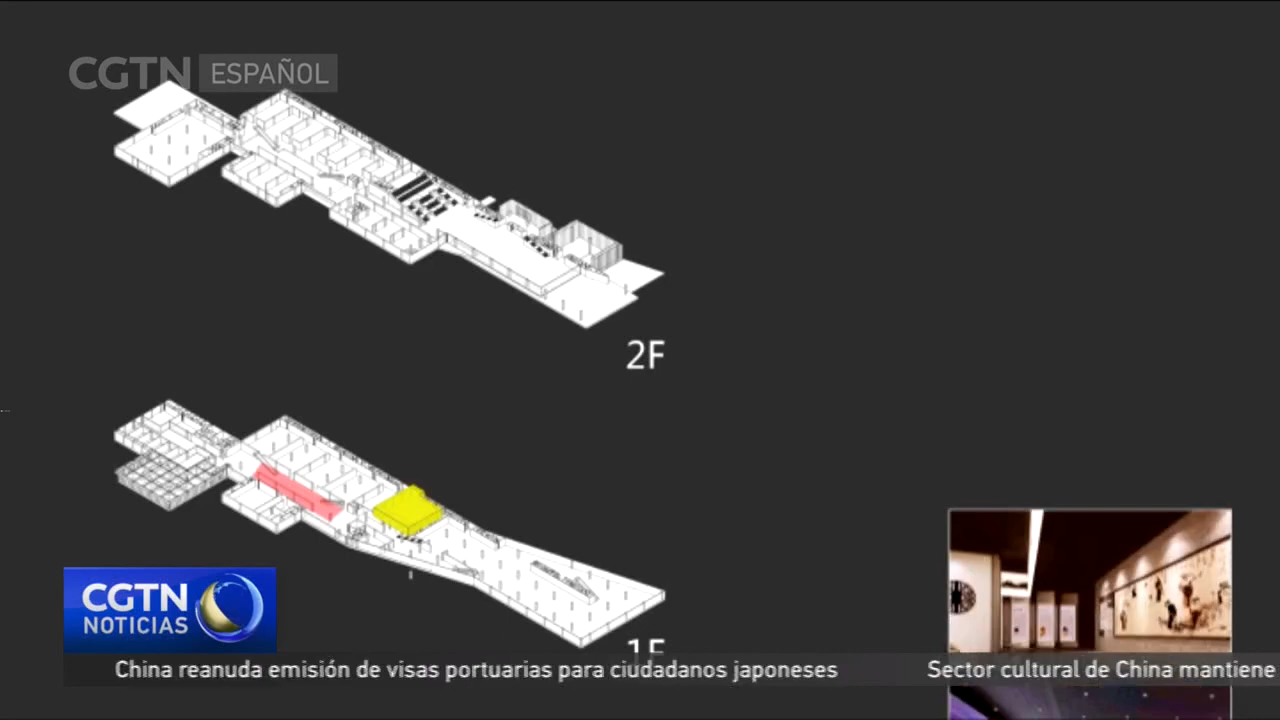 CGTN ESPAÑOL
2F
1F
CGTN
NOTICIAS
China reanuda emisión de visas portuarias para ciudadanos japoneses
Sector cultural de China mantiene